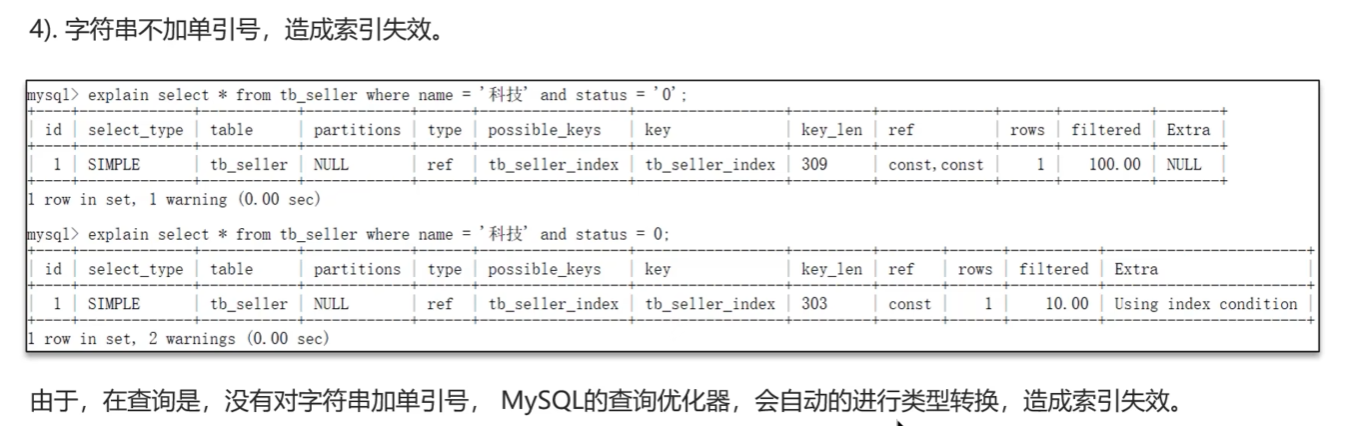 4). 字符串不加单引号，造成索引失效。
mysql> explain select * from tb_seller where name = '科技' and status = '0';
+----+-------------+-----------+------------+------+-----------------+-----------------+---------+-------------+------+----------+-------+
| id | select_type | table | partitions | type | possible_keys | key | key_len | ref | rows | filtered | Extra |
| 1 | SIMPLE | tb_seller | NULL | ref | tb_seller_index | tb_seller_index | 309 | const,const | 1 | 100.00 | NULL |
1 row in set, 1 warning (0.00 sec)
mysql> explain select * from tb_seller where name = '科技' and status = 0;
| id | select_type | table | partitions | type | possible_keys | key | key_len | ref | rows | filtered | Extra |
| 1 | SIMPLE | tb_seller | NULL | ref | tb_seller_index | tb_seller_index | 303 | const | 1 | 10.00 | Using index condition |
1 row in set, 2 warnings (0.00 sec)
由于，在查询是，没有对字符串加单引号， MySQL的查询优化器，会自动的进行类型转换，造成索引失效。